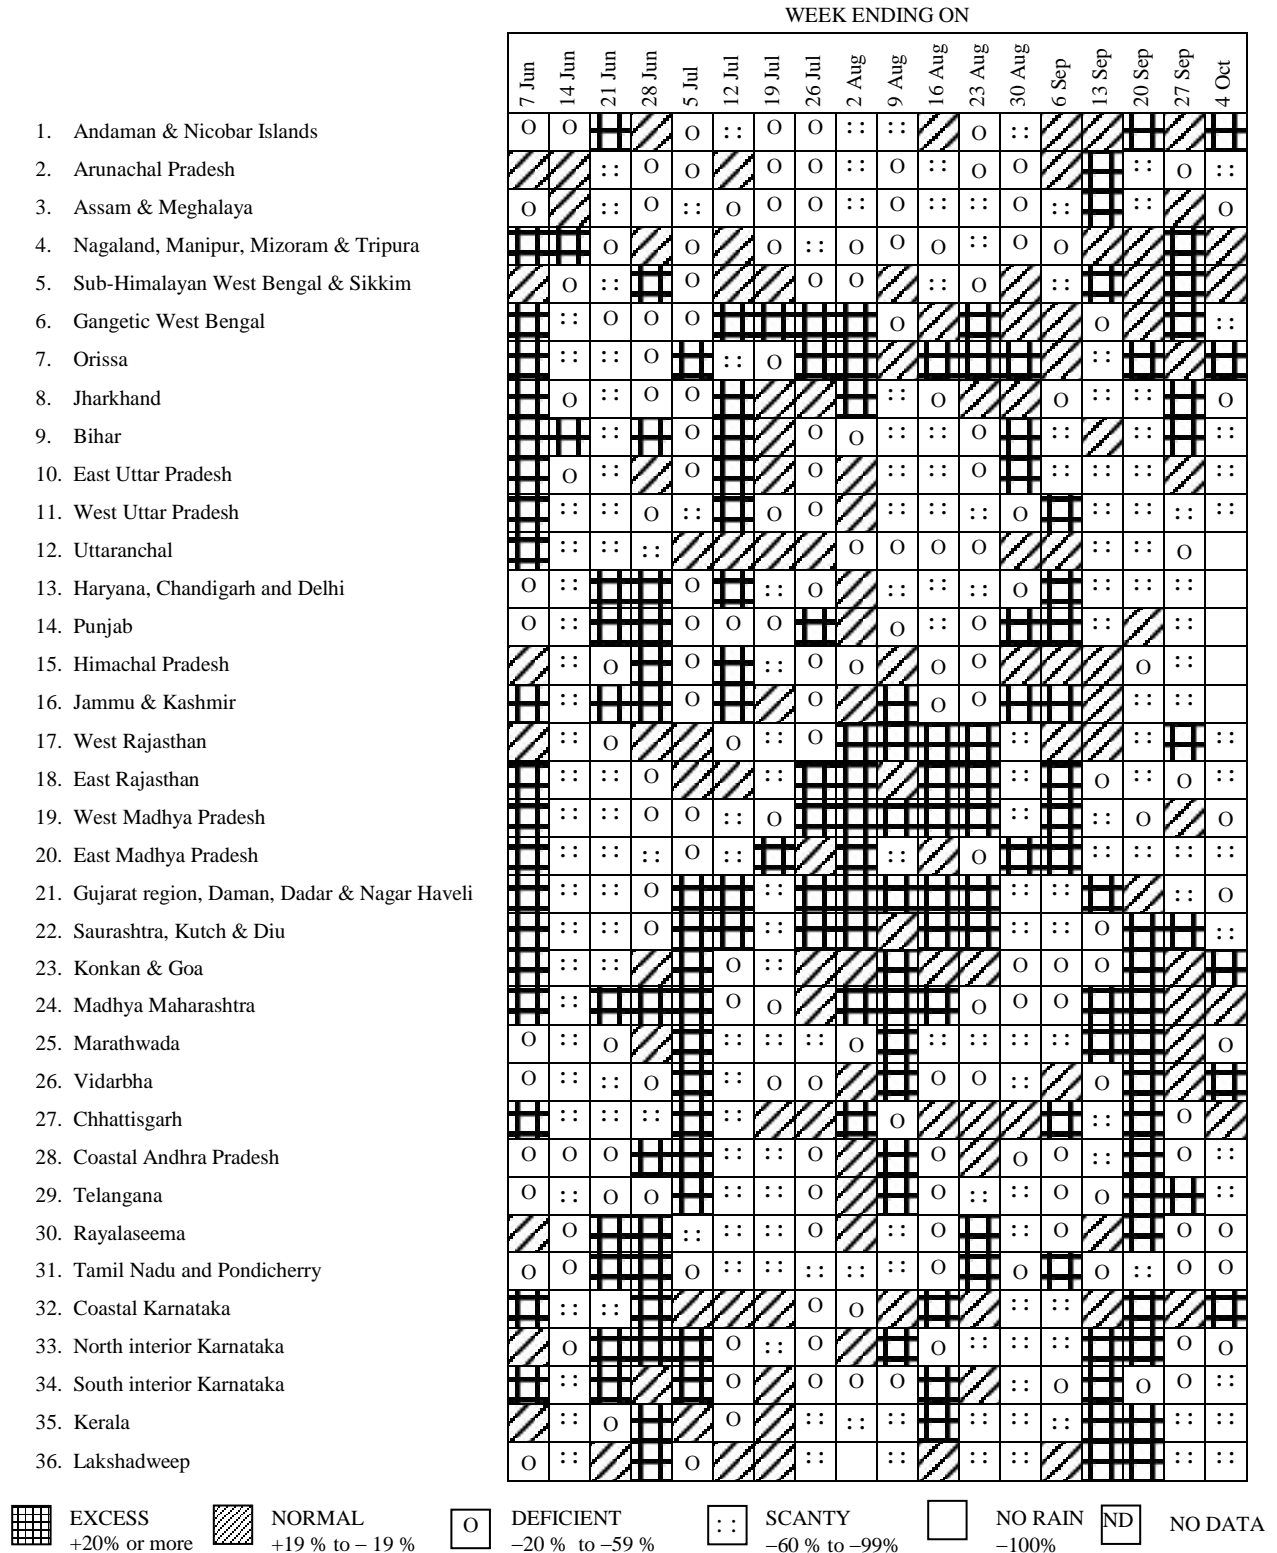 WEEK ENDING ON
7 Jun 14 Jun 21 Jun 28 Jun 5 Jul 12 Jul 19 Jul 26 Jul 2 Aug 9 Aug 16 Aug 23 Aug 30 Aug 6 Sep 13 Sep 20 Sep 27 Sep 4 Oct
1. Andaman & Nicobar Islands O O O :: O O :: :: O ::
2. Arunachal Pradesh :: O O O O :: O :: O O :: O ::
3. Assam & Meghalaya O :: O :: O O O :: O :: :: O :: :: O
4. Nagaland, Manipur, Mizoram & Tripura O O O :: O O O :: O O
5. Sub-Himalayan West Bengal & Sikkim O :: O O O :: O ::
6. Gangetic West Bengal :: O O O O O ::
7. Orissa :: :: O :: O ::
8. Jharkhand O :: O O :: O O :: :: O
9. Bihar :: O O O :: :: O :: :: ::
10. East Uttar Pradesh O :: O O :: :: O :: :: :: ::
11. West Uttar Pradesh :: :: O :: O O :: :: :: O :: :: :: ::
12. Uttaranchal :: :: :: O O O O :: :: O
13. Haryana, Chandigarh and Delhi O :: O :: O :: :: :: O :: :: ::
14. Punjab O :: O O O O :: O :: ::
15. Himachal Pradesh :: O O :: O O O O O ::
16. Jammu & Kashmir :: O O O O :: ::
17. West Rajasthan :: O O :: O :: :: ::
18. East Rajasthan :: :: O :: :: O :: O ::
19. West Madhya Pradesh :: :: O O :: O :: :: O O
20. East Madhya Pradesh :: :: :: O :: :: O :: :: :: ::
21. Gujarat region, Daman, Dadar & Nagar Haveli :: :: O :: :: :: :: O
22. Saurashtra, Kutch & Diu :: :: O :: :: :: O ::
23. Konkan & Goa :: :: O :: O O O
24. Madhya Maharashtra :: O O O O O
25. Marathwada O :: O :: :: :: O :: :: :: :: O
26. Vidarbha O :: :: O :: O O O O :: O
27. Chhattisgarh :: :: :: :: O :: O
28. Coastal Andhra Pradesh O O O :: :: O O O O :: O ::
29. Telangana O :: O O :: :: O O :: :: O O ::
30. Rayalaseema O :: :: :: O :: O :: O O O
31. Tamil Nadu and Pondicherry O O O :: :: :: :: :: O O O :: O O
32. Coastal Karnataka :: :: O O :: ::
33. North interior Karnataka O O :: O O :: :: :: O O
34. South interior Karnataka :: O O O O :: O O O ::
35. Kerala :: O O :: :: :: :: :: :: :: ::
36. Lakshadweep O :: O :: :: :: :: :: ::
EXCESS NORMAL O DEFICIENT :: SCANTY NO RAIN ND NO DATA
+20% or more +19 % to – 19 % –20 % to –59 % –60 % to –99% –100%